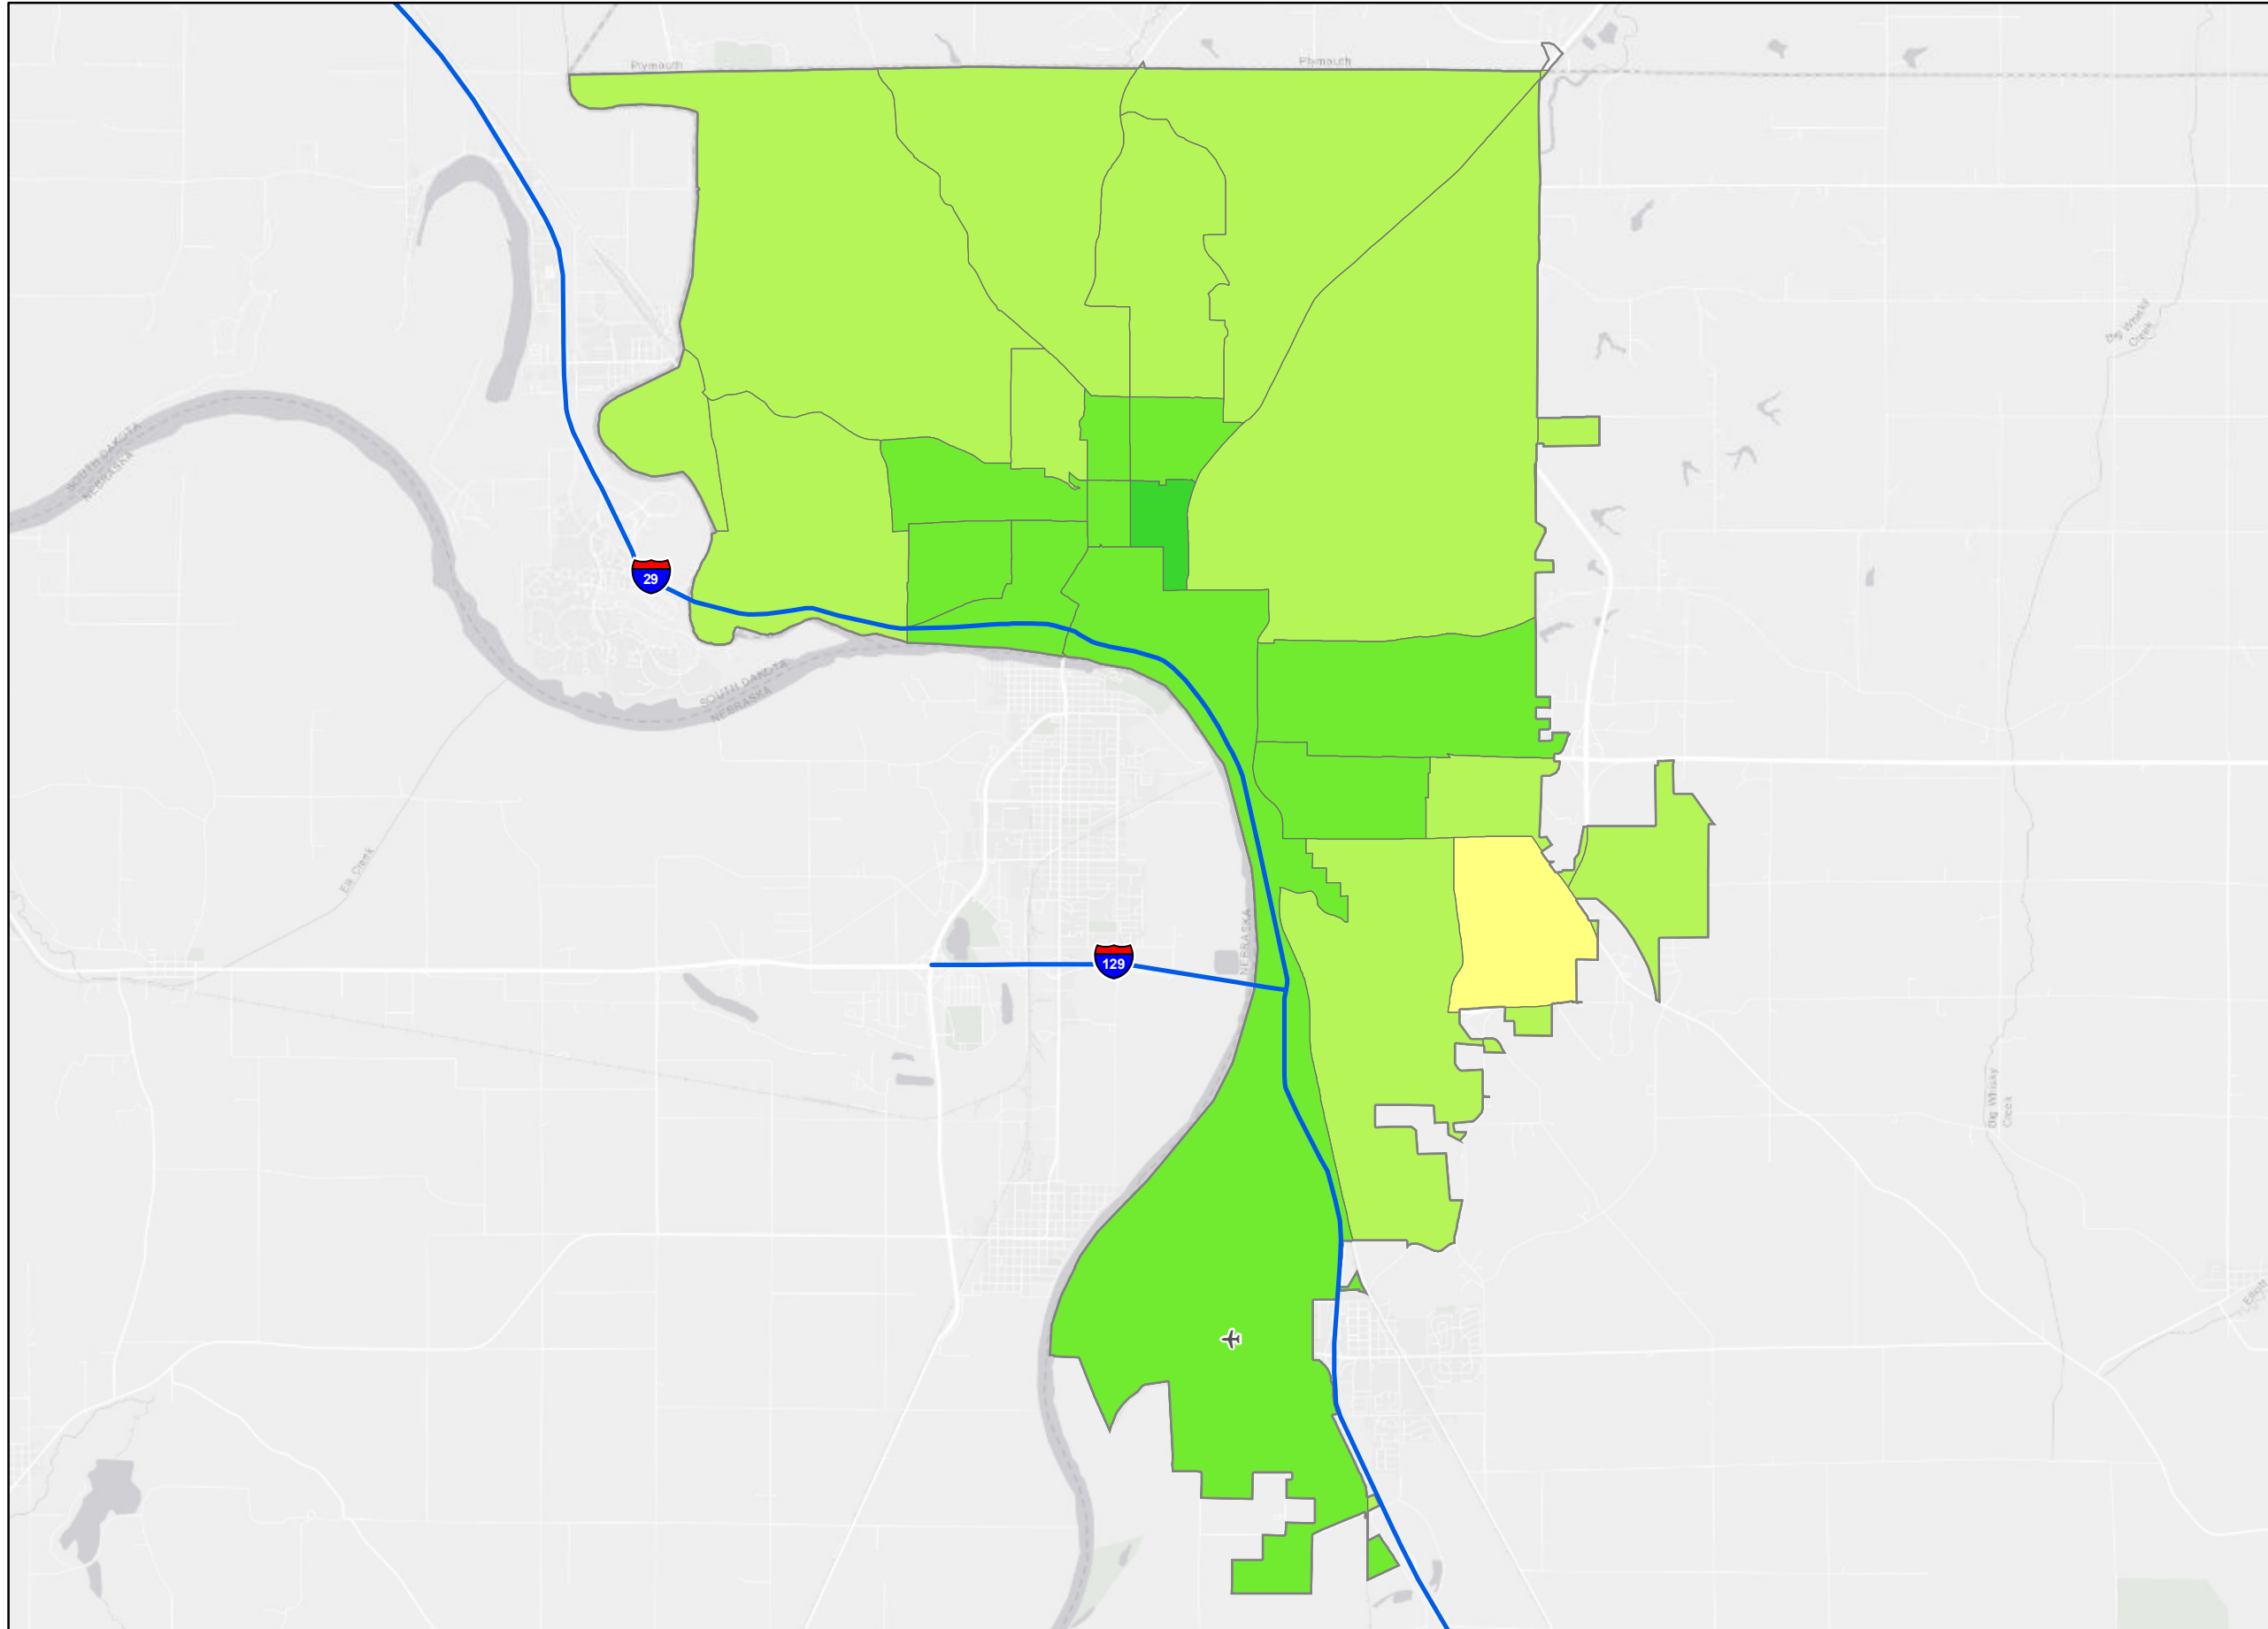 Plymouth
Plymouth
Big Whisky
Creek
SOUTH DAKOTA
NEBRASKA
29
SOUTH DAKOTA
NEBRASKA
Elk Creek
NEBRASKA
129
Big Whisky
Creek